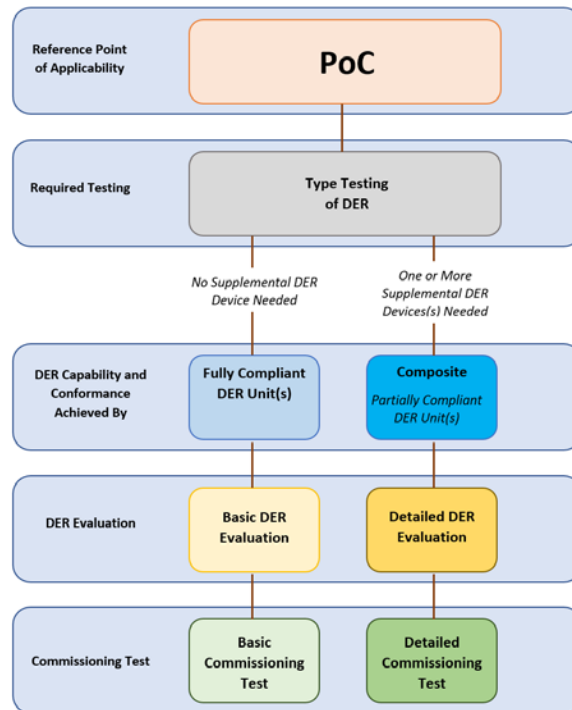 Reference Point
of Applicability
PoC
Required Testing
Type Testing
of DER
No Supplemental DER
Device Needed
One or More
Supplemental DER
Devices(s) Needed
DER Capability and
Conformance
Achieved By
Fully Compliant
DER Unit(s)
Composite
Partially Compliant
DER Unit(s)
DER Evaluation
Basic DER
Evaluation
Detailed DER
Evaluation
Commissioning Test
Basic
Commissioning
Test
Detailed
Commissioning
Test